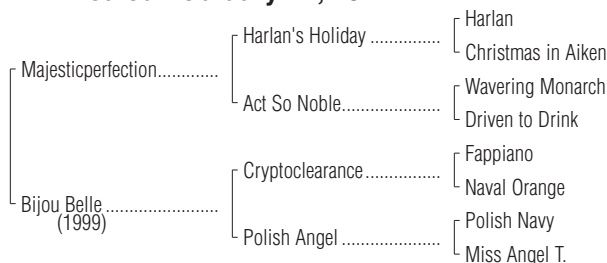 Harlan
Harlan's Holiday ................
Christmas in Aiken
Majesticperfection.............
Wavering Monarch
Act So Noble.....................
Driven to Drink
Fappiano
Cryptoclearance.................
Naval Orange
Bijou Belle ........................
(1999)
Polish Navy
Polish Angel .....................
Miss Angel T.